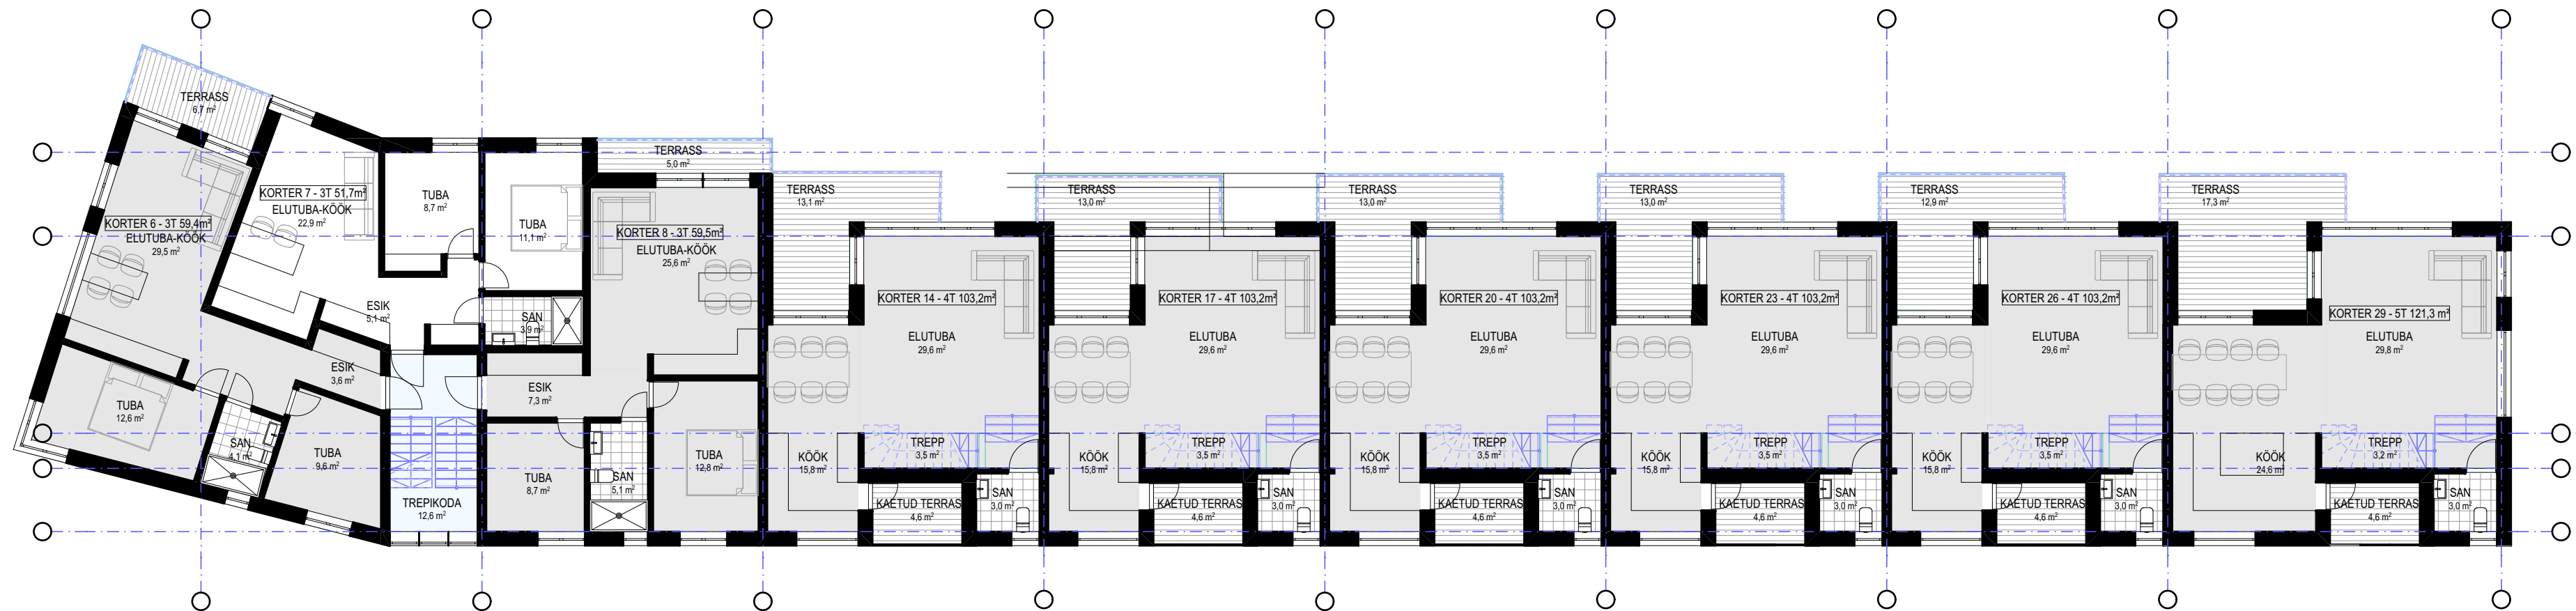 TERRASS
6,7 m²
KORTER 6 - 3T 59,4m²
ELUTUBA-KÖÖK
29,5 m²
TUBA
12,6 m²
SAN
4,1 m²
TUBA
9,6 m²
ESIK
3,6 m²
KORTER 7 - 3T 51,7m²
ELUTUBA-KÖÖK
22,9 m²
ESIK
5,1 m²
TUBA
8,7 m²
TUBA
11,1 m²
SAN
3,9 m²
TREPIKODA
12,6 m²
TERRASS
5,0 m²
KORTER 8 - 3T 59,5m²
ELUTUBA-KÖÖK
25,6 m²
ESIK
7,3 m²
TUBA
8,7 m²
SAN
5,1 m²
TUBA
12,8 m²
TERRASS
13,1 m²
KORTER 14 - 4T 103,2m²
ELUTUBA
29,6 m²
TREPP
3,5 m²
KÖÖK
15,8 m²
KAETUD TERRAS
4,6 m²
SAN
3,0 m²
TERRASS
13,0 m²
KORTER 17 - 4T 103,2m²
ELUTUBA
29,6 m²
TREPP
3,5 m²
KÖÖK
15,8 m²
KAETUD TERRAS
4,6 m²
SAN
3,0 m²
TERRASS
13,0 m²
KORTER 20 - 4T 103,2m²
ELUTUBA
29,6 m²
TREPP
3,5 m²
KÖÖK
15,8 m²
KAETUD TERRAS
4,6 m²
SAN
3,0 m²
TERRASS
13,0 m²
KORTER 23 - 4T 103,2m²
ELUTUBA
29,6 m²
TREPP
3,5 m²
KÖÖK
15,8 m²
KAETUD TERRAS
4,6 m²
SAN
3,0 m²
TERRASS
12,9 m²
KORTER 26 - 4T 103,2m²
ELUTUBA
29,6 m²
TREPP
3,5 m²
KÖÖK
15,8 m²
KAETUD TERRAS
4,6 m²
SAN
3,0 m²
TERRASS
17,3 m²
KORTER 29 - 5T 121,3 m²
ELUTUBA
29,8 m²
TREPP
3,2 m²
KÖÖK
24,6 m²
KAETUD TERRAS
4,6 m²
SAN
3,0 m²